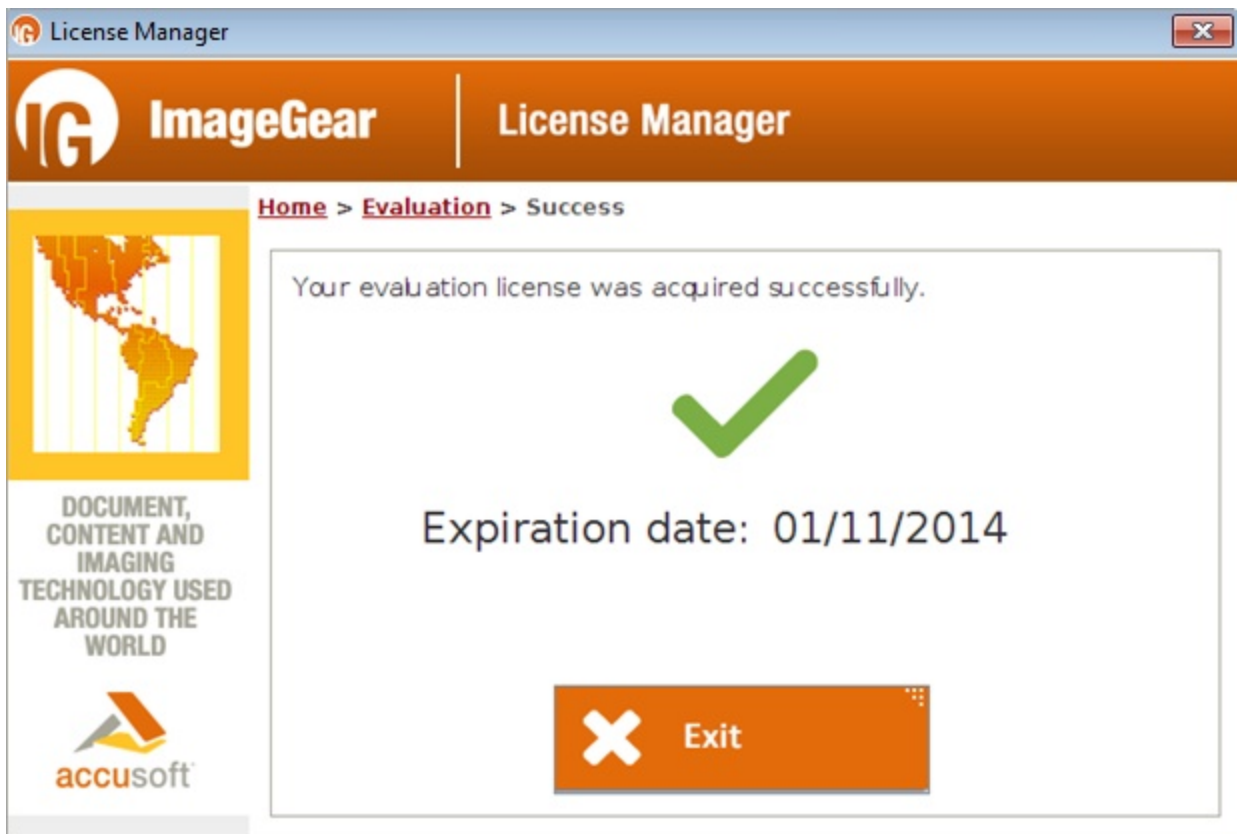 License Manager
IG ImageGear License Manager
Home > Evaluation > Success
Your evaluation license was acquired successfully.
Expiration date: 01/11/2014
Exit
DOCUMENT,
CONTENT AND
IMAGING
TECHNOLOGY USED
AROUND THE
WORLD
accusoft